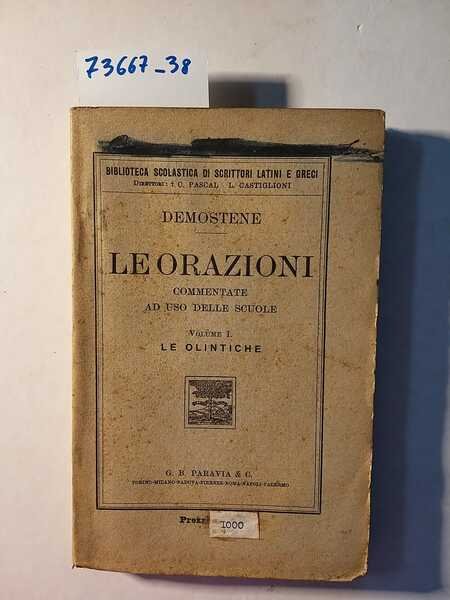 73667_38
BIBLIOTECA SCOLASTICA DI SCRITTORI LATINI E GRECI
DIRETTORI: † C. PASCAL L. CASTIGLIONI
DEMOSTENE
LE ORAZIONI
COMMENTATE
AD USO DELLE SCUOLE
VOLUME I.
LE OLINTICHE
G. B. PARAVIA & C.
TORINO-MILANO-PADOVA-FIRENZE-ROMA-NAPOLI-PALERMO
1000